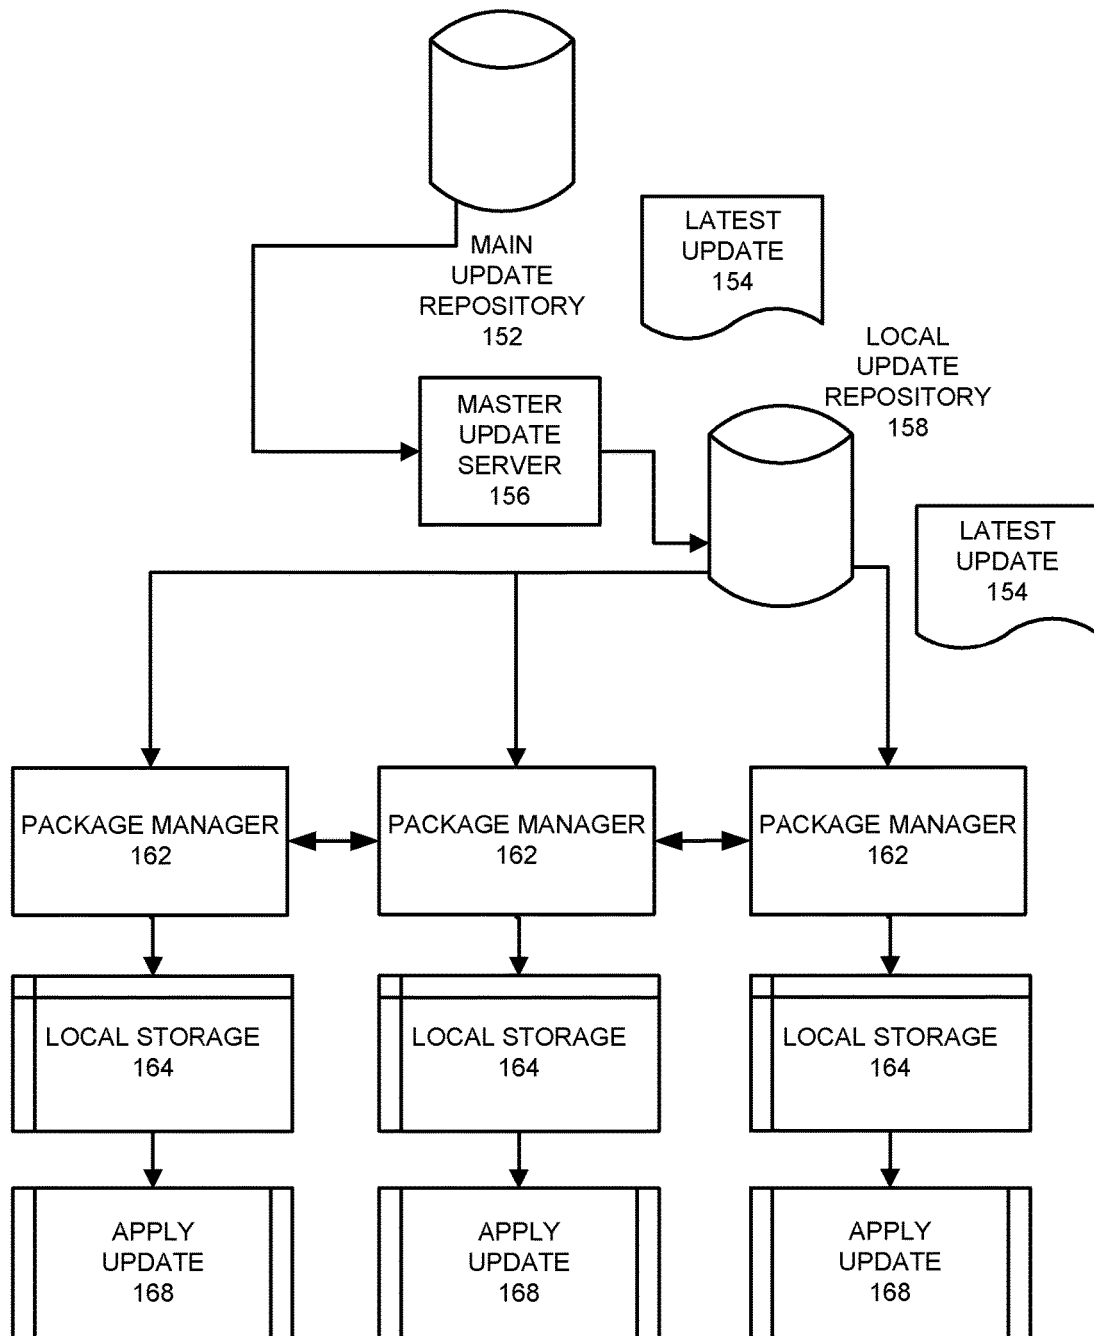 MAIN
UPDATE
REPOSITORY
152
LATEST
UPDATE
154
LOCAL
UPDATE
REPOSITORY
158
MASTER
UPDATE
SERVER
156
LATEST
UPDATE
154
PACKAGE MANAGER
162
PACKAGE MANAGER
162
PACKAGE MANAGER
162
LOCAL STORAGE
164
LOCAL STORAGE
164
LOCAL STORAGE
164
APPLY
UPDATE
168
APPLY
UPDATE
168
APPLY
UPDATE
168